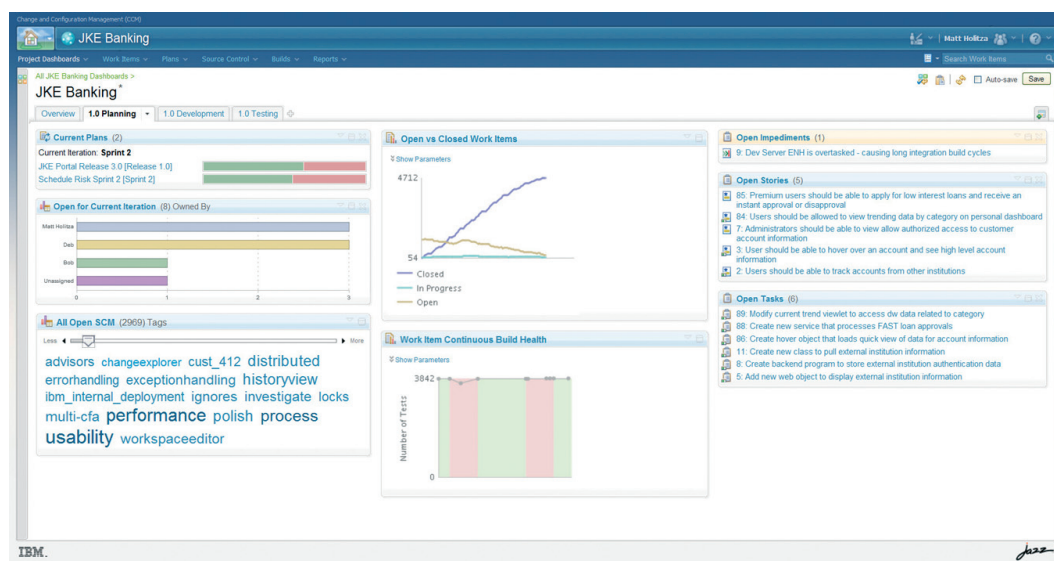 Change and Configuration Management (CCM)
JKE Banking
Matt Holitza
Project Dashboards
Work Items
Plans
Source Control
Builds
Reports
Search Work Items
All JKE Banking Dashboards >
JKE Banking*
Auto-save
Save
Overview
1.0 Planning
1.0 Development
1.0 Testing
Current Plans (2)
Current Iteration: Sprint 2
JKE Portal Release 3.0 [Release 1.0]
Schedule Risk Sprint 2 [Sprint 2]
Open for Current Iteration (8) Owned By
Matt Holitza
Deb
Bob
Unassigned
0 1 2 3
All Open SCM (2969) Tags
Less
More
advisors changeexplorer cust_412 distributed
errorhandling exceptionhandling historyview
ibm_internal_deployment ignores investigate locks
multi-cfa performance polish process
usability workspaceeditor
Open vs Closed Work Items
Show Parameters
4712
54
Closed
In Progress
Open
Work Item Continuous Build Health
Show Parameters
3842
Number of Tests
0
Open Impediments (1)
9: Dev Server ENH is overtasked - causing long integration build cycles
Open Stories (5)
85: Premium users should be able to apply for low interest loans and receive an
instant approval or disapproval
84: Users should be allowed to view trending data by category on personal dashboard
7: Administrators should be able to view allow authorized access to customer
account information
3: User should be able to hover over an account and see high level account
information
2: Users should be able to track accounts from other institutions
Open Tasks (6)
89: Modify current trend viewlet to access dw data related to category
88: Create new service that processes FAST loan approvals
86: Create hover object that loads quick view of data for account information
11: Create new class to pull external institution information
8: Create backend program to store external institution authentication data
5: Add new web object to display external institution information
IBM.
jazz